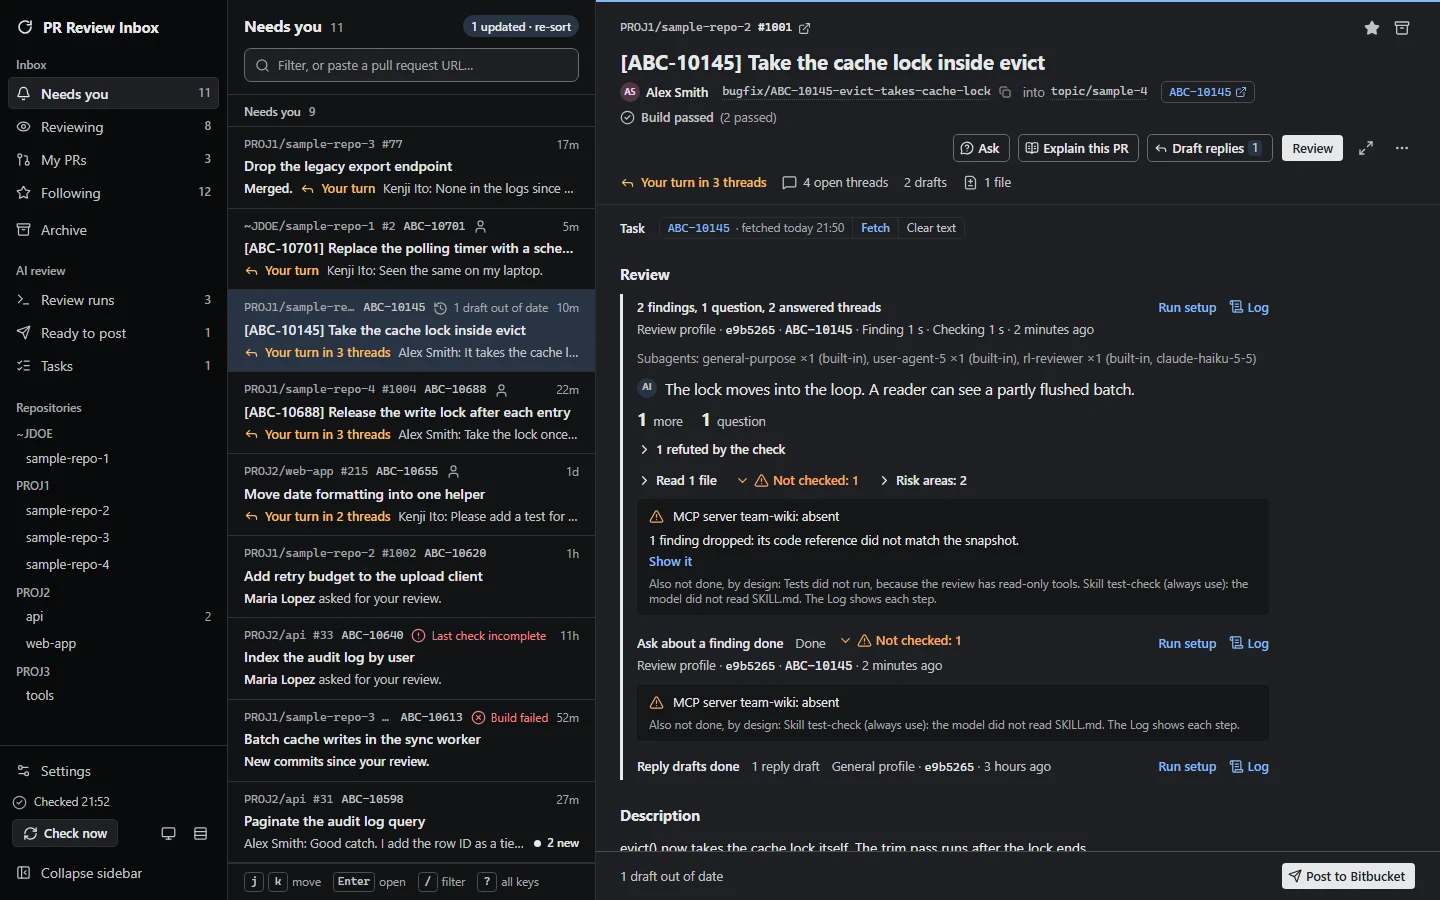 PR Review Inbox
Inbox
Needs you 11
Reviewing 8
My PRs 3
Following 12
Archive
AI review
Review runs 3
Ready to post 1
Tasks 1
Repositories
~JDOE
sample-repo-1
PROJ1
sample-repo-2
sample-repo-3
sample-repo-4
PROJ2
api 2
web-app
PROJ3
tools
Settings
Checked 21:52
Check now
Collapse sidebar
Needs you 11
1 updated · re-sort
Filter, or paste a pull request URL...
Needs you 9
PROJ1/sample-repo-3 #77 17m
Drop the legacy export endpoint
Merged. Your turn Kenji Ito: None in the logs since ...
~JDOE/sample-repo-1 #2 ABC-10701 5m
[ABC-10701] Replace the polling timer with a sche...
Your turn Kenji Ito: Seen the same on my laptop.
PROJ1/sample-re... ABC-10145 1 draft out of date 10m
[ABC-10145] Take the cache lock inside evict
Your turn in 3 threads Alex Smith: It takes the cache l...
PROJ1/sample-repo-4 #1004 ABC-10688 22m
[ABC-10688] Release the write lock after each entry
Your turn in 3 threads Alex Smith: Take the lock once...
PROJ2/web-app #215 ABC-10655 1d
Move date formatting into one helper
Your turn in 2 threads Kenji Ito: Please add a test for ...
PROJ1/sample-repo-2 #1002 ABC-10620 1h
Add retry budget to the upload client
Maria Lopez asked for your review.
PROJ2/api #33 ABC-10640 Last check incomplete 11h
Index the audit log by user
Maria Lopez asked for your review.
PROJ1/sample-repo-3 ... ABC-10613 Build failed 52m
Batch cache writes in the sync worker
New commits since your review.
PROJ2/api #31 ABC-10598 27m
Paginate the audit log query
Alex Smith: Good catch. I add the row ID as a tie... 2 new
j k move Enter open / filter ? all keys
PROJ1/sample-repo-2 #1001
[ABC-10145] Take the cache lock inside evict
AS Alex Smith bugfix/ABC-10145-evict-takes-cache-lock into topic/sample-4 ABC-10145
Build passed (2 passed)
Ask Explain this PR Draft replies 1 Review
Your turn in 3 threads 4 open threads 2 drafts 1 file
Task ABC-10145 · fetched today 21:50 Fetch Clear text
Review
2 findings, 1 question, 2 answered threads Run setup Log
Review profile · e9b5265 · ABC-10145 · Finding 1 s · Checking 1 s · 2 minutes ago
Subagents: general-purpose ×1 (built-in), user-agent-5 ×1 (built-in), rl-reviewer ×1 (built-in, claude-haiku-5-5)
AI The lock moves into the loop. A reader can see a partly flushed batch.
1 more 1 question
1 refuted by the check
Read 1 file Not checked: 1 Risk areas: 2
MCP server team-wiki: absent
1 finding dropped: its code reference did not match the snapshot.
Show it
Also not done, by design: Tests did not run, because the review has read-only tools. Skill test-check (always use): the
model did not read SKILL.md. The Log shows each step.
Ask about a finding done Done Not checked: 1 Run setup Log
Review profile · e9b5265 · ABC-10145 · 2 minutes ago
MCP server team-wiki: absent
Also not done, by design: Skill test-check (always use): the model did not read SKILL.md. The Log shows each step.
Reply drafts done 1 reply draft General profile · e9b5265 · 3 hours ago Run setup Log
Description
evict() now takes the cache lock itself. The trim pass runs after the lock ends.
1 draft out of date
Post to Bitbucket